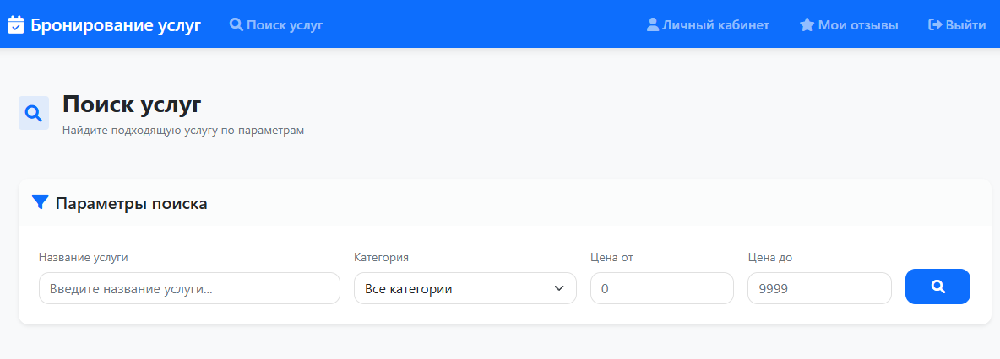 Бронирование услуг Поиск услуг Личный кабинет Мои отзывы Выйти
Поиск услуг
Найдите подходящую услугу по параметрам
Параметры поиска
Название услуги Категория Цена от Цена до
Введите название услуги... Все категории 0 9999